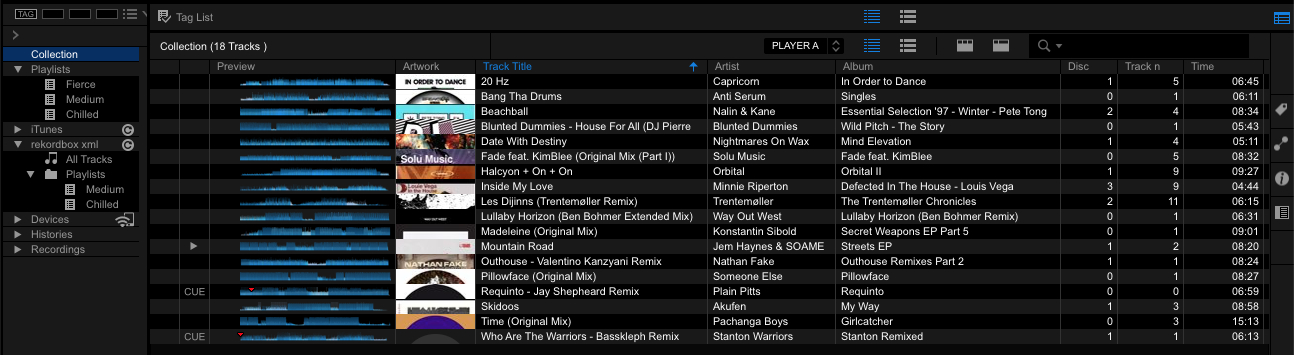 TAG
Tag List
Collection
Playlists
Fierce
Medium
Chilled
iTunes
rekordbox xml
All Tracks
Playlists
Medium
Chilled
Devices
Histories
Recordings
Collection (18 Tracks )
PLAYER A
Preview Artwork Track Title Artist Album Disc Track n Time
IN ORDER TO DANCE 20 Hz Capricorn In Order to Dance 1 5 06:45
Bang Tha Drums Anti Serum Singles 0 1 06:11
Beachball Nalin & Kane Essential Selection '97 - Winter - Pete Tong 2 4 08:34
Blunted Dummies - House For All (DJ Pierre Blunted Dummies Wild Pitch - The Story 0 1 05:43
Date With Destiny Nightmares On Wax Mind Elevation 1 4 05:11
Solu Music Fade feat. KimBlee (Original Mix (Part I)) Solu Music Fade feat. KimBlee 0 5 08:32
Halcyon + On + On Orbital Orbital II 1 9 09:27
Louie Vega In the House Inside My Love Minnie Riperton Defected In The House - Louis Vega 3 9 04:44
Les Dijinns (Trentemøller Remix) Trentemøller The Trentemøller Chronicles 2 11 06:15
WAY OUT WEST Lullaby Horizon (Ben Bohmer Extended Mix) Way Out West Lullaby Horizon (Ben Bohmer Remix) 0 1 06:31
Madeleine (Original Mix) Konstantin Sibold Secret Weapons EP Part 5 0 1 09:01
Mountain Road Jem Haynes & SOAME Streets EP 1 2 08:20
NATHAN FAKE Outhouse - Valentino Kanzyani Remix Nathan Fake Outhouse Remixes Part 2 1 1 08:24
Pillowface (Original Mix) Someone Else Pillowface 0 1 08:27
CUE Requinto - Jay Shepheard Remix Plain Pitts Requinto 0 0 06:59
Skidoos Akufen My Way 1 3 08:58
Time (Original Mix) Pachanga Boys Girlcatcher 0 3 15:13
CUE Who Are The Warriors - Basskleph Remix Stanton Warriors Stanton Remixed 1 1 06:13